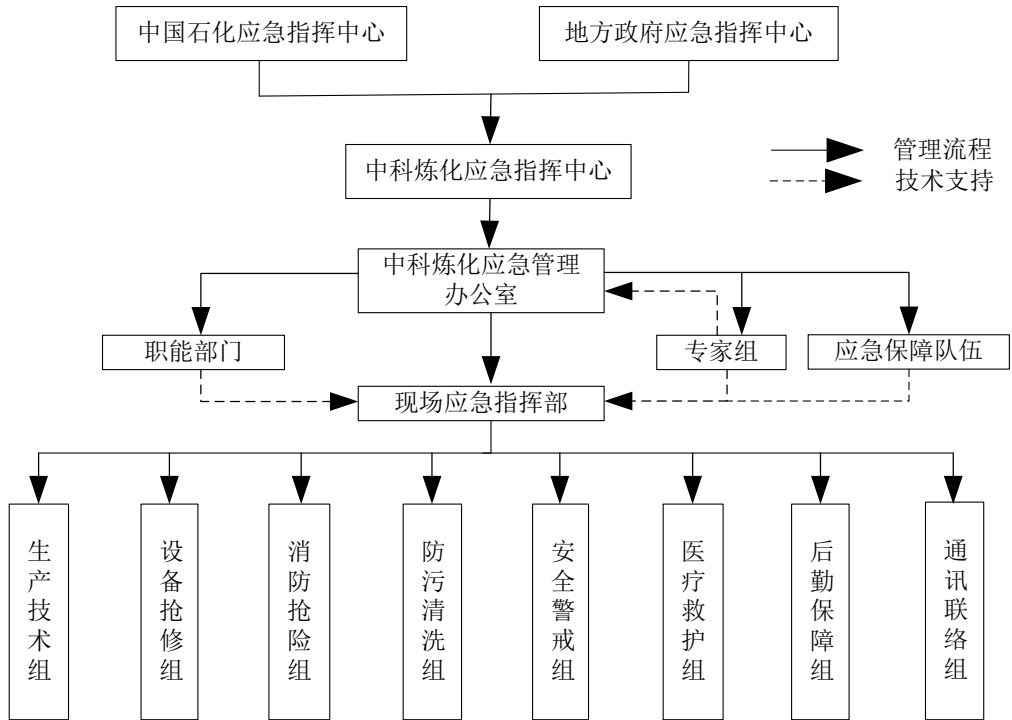 中国石化应急指挥中心
地方政府应急指挥中心
中科炼化应急指挥中心
管理流程
技术支持
中科炼化应急管理
办公室
职能部门
专家组
应急保障队伍
现场应急指挥部
生产技术组
设备抢修组
消防抢险组
防污清洗组
安全警戒组
医疗救护组
后勤保障组
通讯联络组